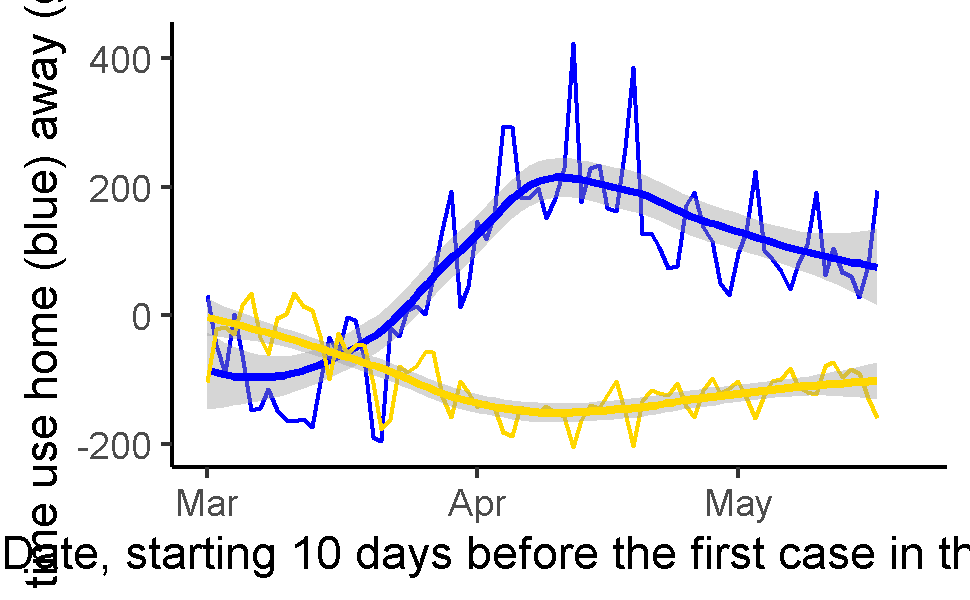 time use home (blue) away (
400
200
0
-200
Mar
Apr
May
Date, starting 10 days before the first case in th